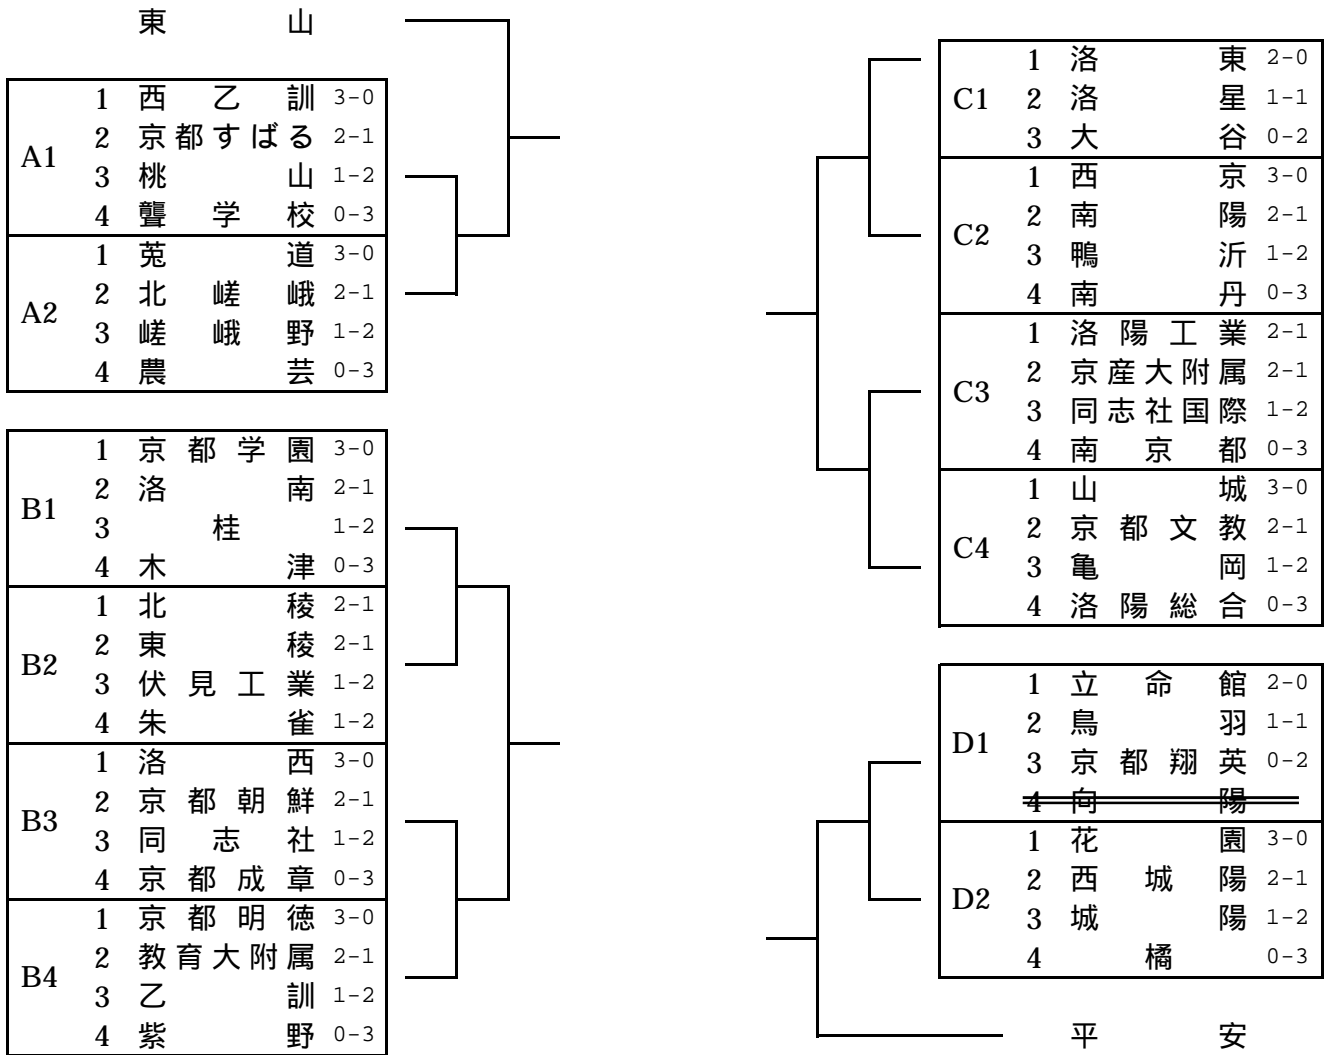 東山
A1
1 西乙訓 3-0
2 京都すばる 2-1
3 桃山 1-2
4 聾学校 0-3
A2
1 莵道 3-0
2 北嵯峨 2-1
3 嵯峨野 1-2
4 農芸 0-3
B1
1 京都学園 3-0
2 洛南 2-1
3 桂 1-2
4 木津 0-3
B2
1 北稜 2-1
2 東稜 2-1
3 伏見工業 1-2
4 朱雀 1-2
B3
1 洛西 3-0
2 京都朝鮮 2-1
3 同志社 1-2
4 京都成章 0-3
B4
1 京都明徳 3-0
2 教育大附属 2-1
3 乙訓 1-2
4 紫野 0-3
C1
1 洛東 2-0
2 洛星 1-1
3 大谷 0-2
C2
1 西京 3-0
2 南陽 2-1
3 鴨沂 1-2
4 南丹 0-3
C3
1 洛陽工業 2-1
2 京産大附属 2-1
3 同志社国際 1-2
4 南京都 0-3
C4
1 山城 3-0
2 京都文教 2-1
3 亀岡 1-2
4 洛陽総合 0-3
D1
1 立命館 2-0
2 鳥羽 1-1
3 京都翔英 0-2
4 向陽
D2
1 花園 3-0
2 西城陽 2-1
3 城陽 1-2
4 橘 0-3
平安